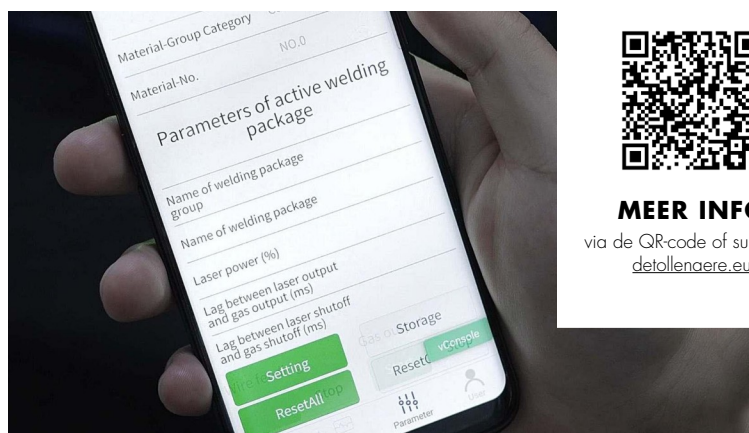 Material-Group Category
Material-No.
NO.0
Parameters of active welding
package
Name of welding package
group
Name of welding package
Laser power (%)
Lag between laser output
and gas output (ms)
Lag between laser shutoff
and gas shutoff (ms)
Setting
Storage
vConsole
ResetAll
Parameter
User
MEER INFO
via de QR-code of su
detollenaere.eu